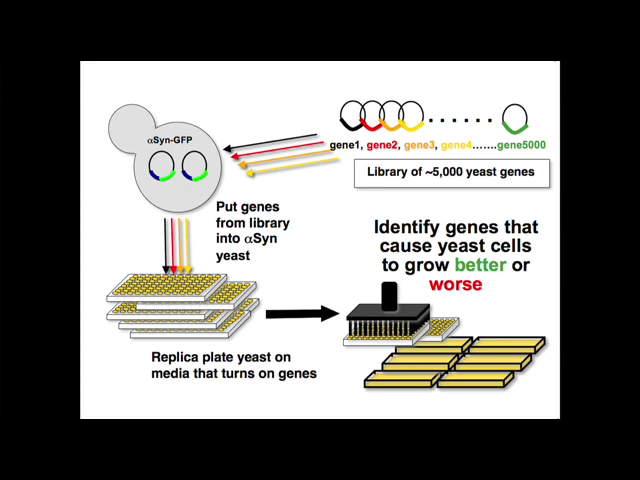 αSyn-GFP
gene1, gene2, gene3, gene4…….gene5000
Library of ~5,000 yeast genes
Put genes
from library
into αSyn
yeast
Identify genes that
cause yeast cells
to grow better or
worse
Replica plate yeast on
media that turns on genes